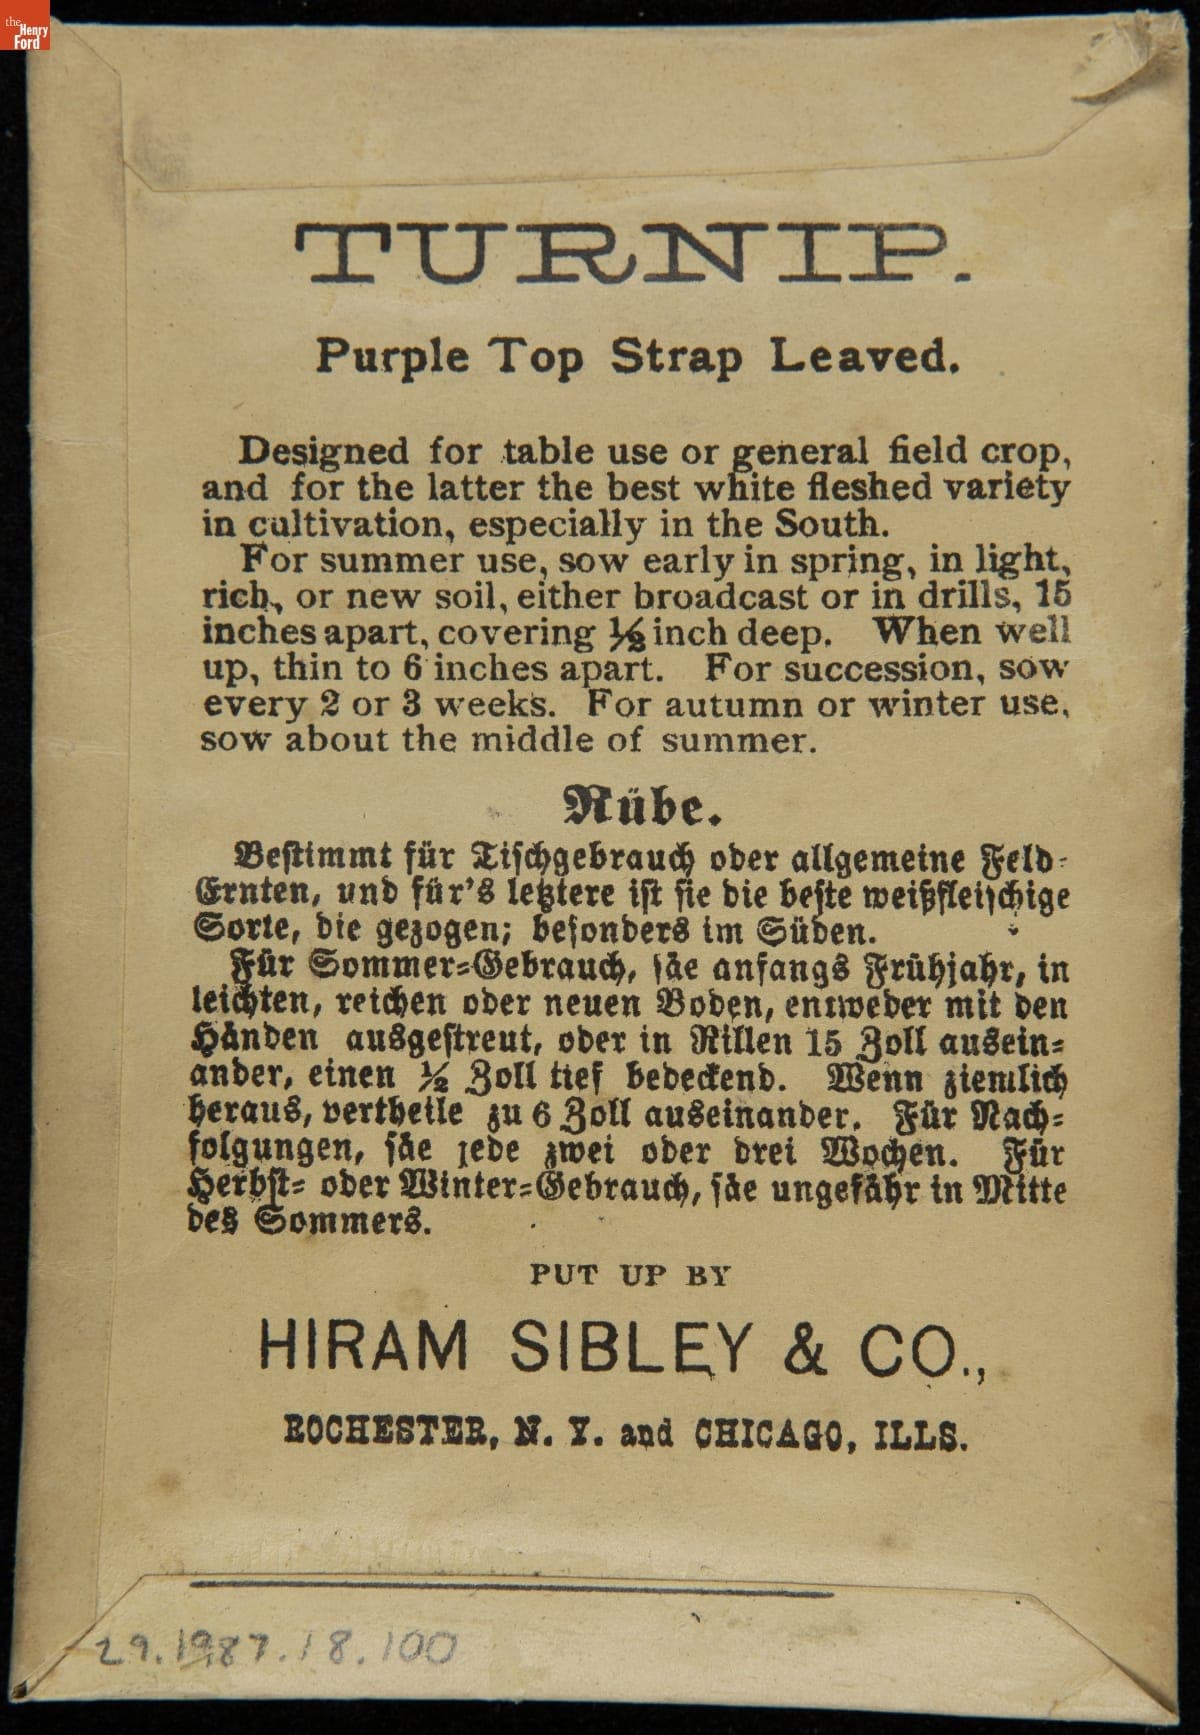 the
Henry
Ford
TURNIP.
Purple Top Strap Leaved.
Designed for table use or general field crop,
and for the latter the best white fleshed variety
in cultivation, especially in the South.
For summer use, sow early in spring, in light,
rich, or new soil, either broadcast or in drills, 15
inches apart, covering ½ inch deep. When well
up, thin to 6 inches apart. For succession, sow
every 2 or 3 weeks. For autumn or winter use,
sow about the middle of summer.
Rübe.
Bestimmt für Tischgebrauch oder allgemeine Feld-
Ernten, und für's letztere ist sie die beste weißfleischige
Sorte, die gezogen; besonders im Süden.
Für Sommer-Gebrauch, säe anfangs Frühjahr, in
leichten, reichen oder neuen Boden, entweder mit den
Händen ausgestreut, oder in Rillen 15 Zoll ausein-
ander, einen ½ Zoll tief bedeckend. Wenn ziemlich
heraus, vertheile zu 6 Zoll auseinander. Für Nach-
folgungen, säe jede zwei oder drei Wochen. Für
Herbst- oder Winter-Gebrauch, säe ungefähr in Mitte
des Sommers.
PUT UP BY
HIRAM SIBLEY & CO.,
ROCHESTER, N. Y. and CHICAGO, ILLS.
29.1987.18.100